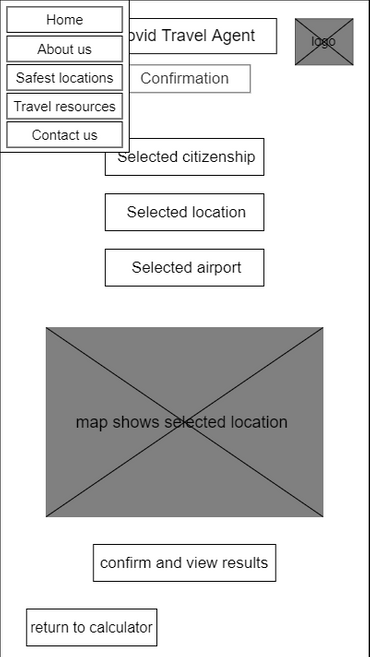 Home
About us
Safest locations
Travel resources
Contact us
ovid Travel Agent
logo
Confirmation
Selected citizenship
Selected location
Selected airport
map shows selected location
confirm and view results
return to calculator